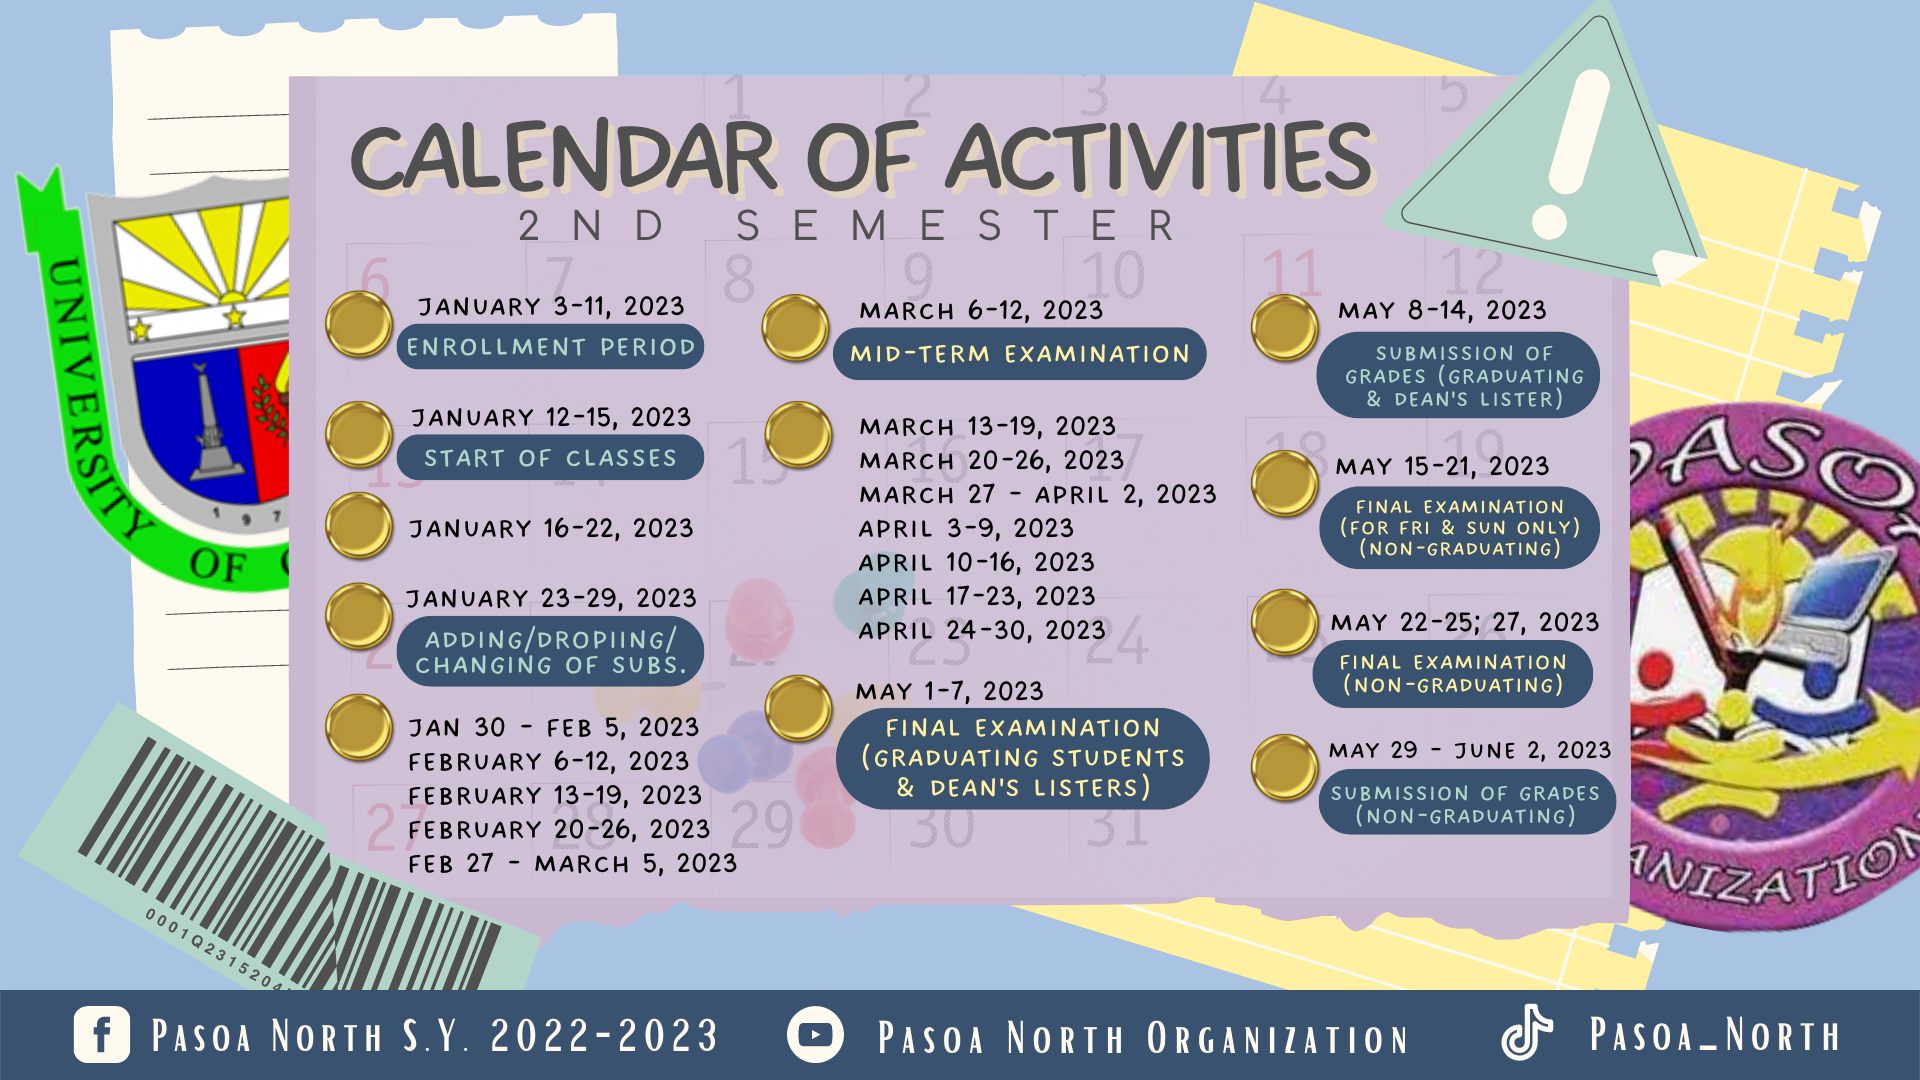 CALENDAR OF ACTIVITIES
2ND SEMESTER
JANUARY 3-11, 2023
ENROLLMENT PERIOD
JANUARY 12-15, 2023
START OF CLASSES
JANUARY 16-22, 2023
JANUARY 23-29, 2023
ADDING/DROPIING/
CHANGING OF SUBS.
JAN 30 - FEB 5, 2023
FEBRUARY 6-12, 2023
FEBRUARY 13-19, 2023
FEBRUARY 20-26, 2023
FEB 27 - MARCH 5, 2023
MARCH 6-12, 2023
MID-TERM EXAMINATION
MARCH 13-19, 2023
MARCH 20-26, 2023
MARCH 27 - APRIL 2, 2023
APRIL 3-9, 2023
APRIL 10-16, 2023
APRIL 17-23, 2023
APRIL 24-30, 2023
MAY 1-7, 2023
FINAL EXAMINATION
(GRADUATING STUDENTS
& DEAN'S LISTERS)
MAY 8-14, 2023
SUBMISSION OF
GRADES (GRADUATING
& DEAN'S LISTER)
MAY 15-21, 2023
FINAL EXAMINATION
(FOR FRI & SUN ONLY)
(NON-GRADUATING)
MAY 22-25; 27, 2023
FINAL EXAMINATION
(NON-GRADUATING)
MAY 29 - JUNE 2, 2023
SUBMISSION OF GRADES
(NON-GRADUATING)
UNIVERSITY OF
1 9 7
PASOA
ANIZATION
0001Q2315204
PASOA NORTH S.Y. 2022-2023
PASOA NORTH ORGANIZATION
PASOA_NORTH